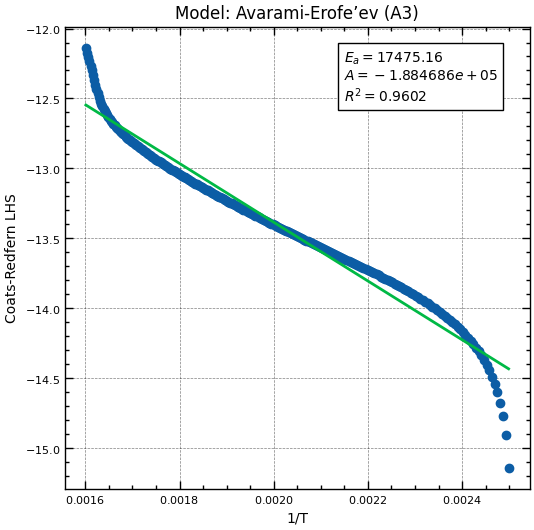 Model: Avarami-Erofe’ev (A3)
E_a = 17475.16
A = −1.884686e + 05
R² = 0.9602
Coats-Redfern LHS
−12.0
−12.5
−13.0
−13.5
−14.0
−14.5
−15.0
0.0016 0.0018 0.0020 0.0022 0.0024
1/T